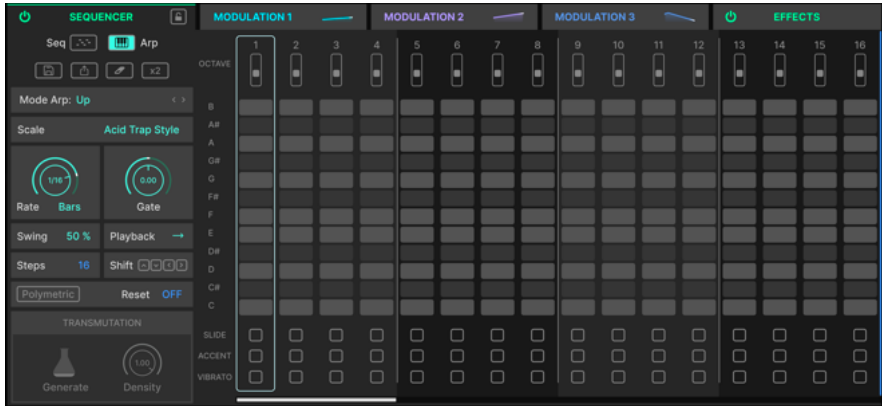 SEQUENCER MODULATION 1 MODULATION 2 MODULATION 3 EFFECTS
Seq Arp
x2
Mode Arp: Up
Scale Acid Trap Style
1/16 0.00
Rate Bars Gate
Swing 50 % Playback →
Steps 16 Shift
Polymetric Reset OFF
TRANSMUTATION
1.00
Generate Density
1 2 3 4 5 6 7 8 9 10 11 12 13 14 15 16
OCTAVE
B
A#
A
G#
G
F#
F
E
D#
D
C#
C
SLIDE
ACCENT
VIBRATO